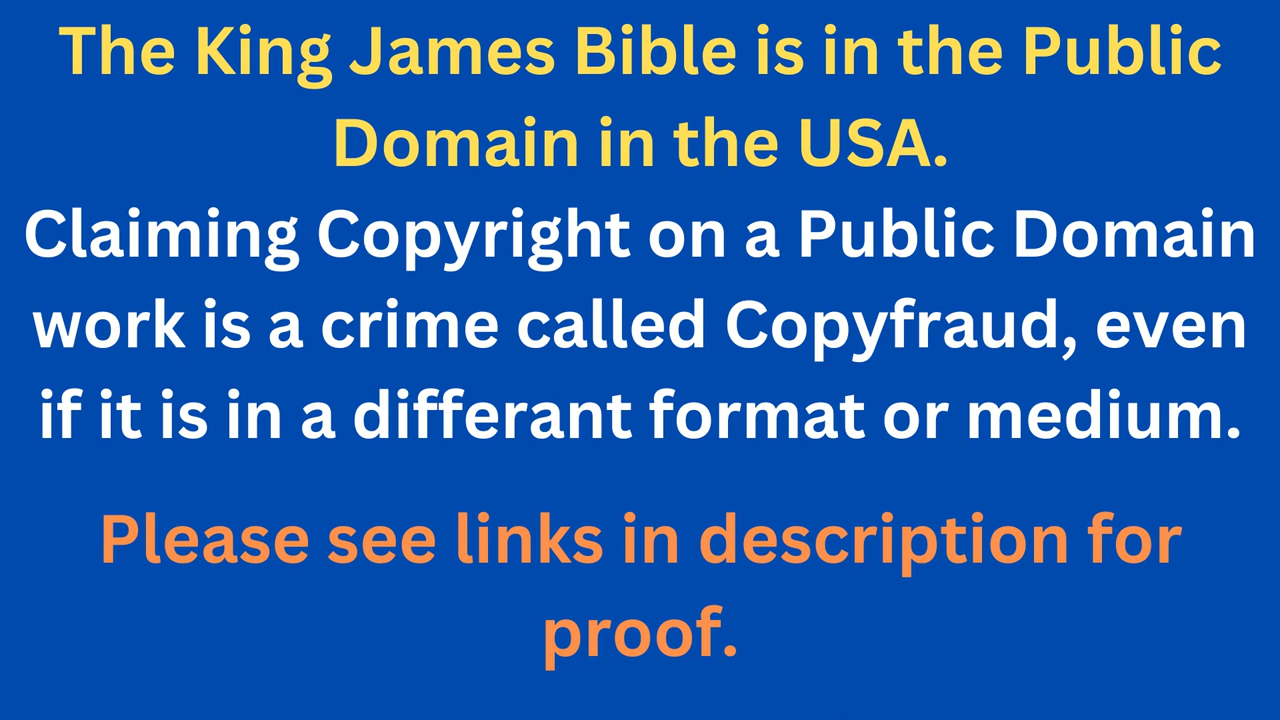 The King James Bible is in the Public
Domain in the USA.
Claiming Copyright on a Public Domain
work is a crime called Copyfraud, even
if it is in a differant format or medium.
Please see links in description for
proof.